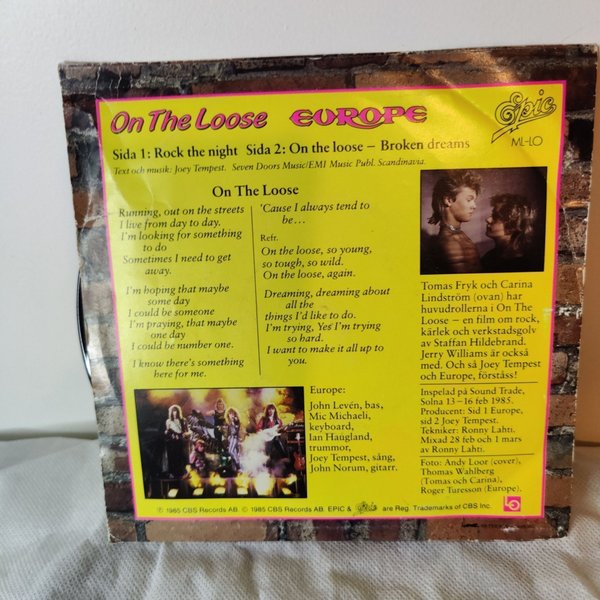 On The Loose EUROPE
Epic
ML-LO
Sida 1: Rock the night Sida 2: On the loose – Broken dreams
Text och musik: Joey Tempest. Seven Doors Music/EMI Music Publ. Scandinavia.
On The Loose
Running, out on the streets
I live from day to day.
I'm looking for something
to do
Sometimes I need to get
away.
I'm hoping that maybe
some day
I could be someone
I'm praying, that maybe
one day
I could be number one.
I know there's something
here for me.
'Cause I always tend to
be…
Refr.
On the loose, so young,
so tough, so wild.
On the loose, again.
Dreaming, dreaming about
all the
things I'd like to do.
I'm trying, Yes I'm trying
so hard.
I want to make it all up to
you.
Tomas Fryk och Carina
Lindström (ovan) har
huvudrollerna i On The
Loose – en film om rock,
kärlek och verkstadsgolv
av Staffan Hildebrand.
Jerry Williams är också
med. Och så Joey Tempest
och Europe, förståss!
Europe:
John Levén, bas,
Mic Michaeli,
keyboard,
Ian Haugland,
trummor,
Joey Tempest, sång,
John Norum, gitarr.
Inspelad på Sound Trade,
Solna 13–16 feb 1985.
Producent: Sid 1 Europe,
sid 2 Joey Tempest.
Tekniker: Ronny Lahti.
Mixad 28 feb och 1 mars
av Ronny Lahti.
Foto: Andy Loor (cover),
Thomas Wahlberg
(Tomas och Carina),
Roger Turesson (Europe).
℗ 1985 CBS Records AB. © 1985 CBS Records AB. EPIC & Epic are Reg. Trademarks of CBS Inc.
LO